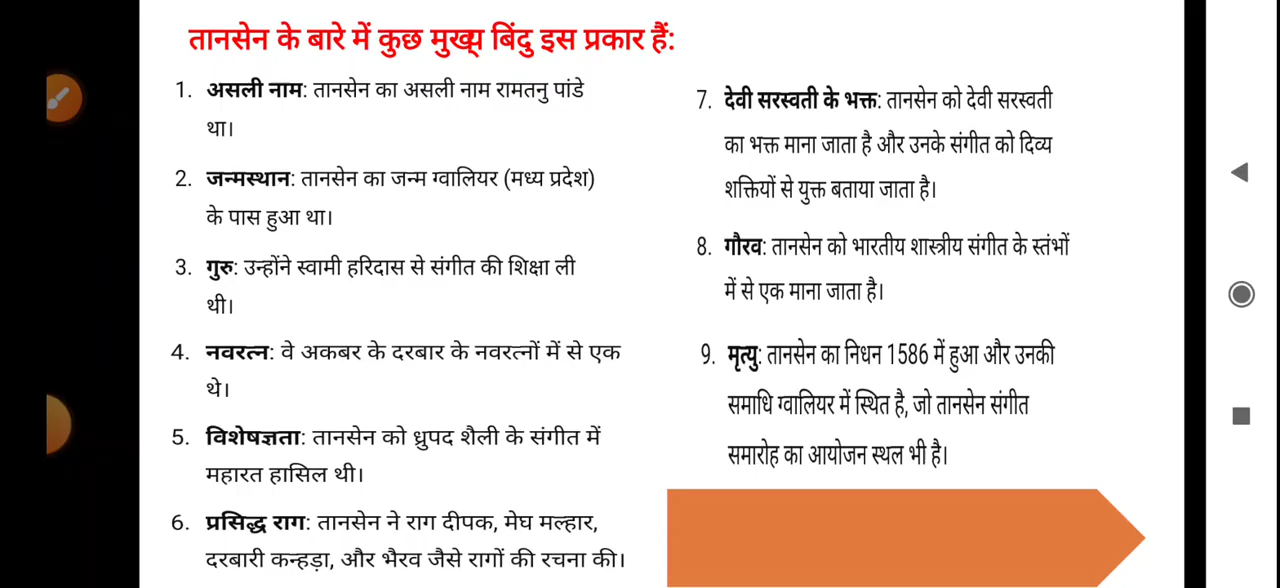 तानसेन के बारे में कुछ मुख्य बिंदु इस प्रकार हैं:
1. असली नाम: तानसेन का असली नाम रामतनु पांडे
था।
2. जन्मस्थान: तानसेन का जन्म ग्वालियर (मध्य प्रदेश)
के पास हुआ था।
3. गुरु: उन्होंने स्वामी हरिदास से संगीत की शिक्षा ली
थी।
4. नवरत्न: वे अकबर के दरबार के नवरत्नों में से एक
थे।
5. विशेषज्ञता: तानसेन को ध्रुपद शैली के संगीत में
महारत हासिल थी।
6. प्रसिद्ध राग: तानसेन ने राग दीपक, मेघ मल्हार,
दरबारी कन्हड़ा, और भैरव जैसे रागों की रचना की।
7. देवी सरस्वती के भक्त: तानसेन को देवी सरस्वती
का भक्त माना जाता है और उनके संगीत को दिव्य
शक्तियों से युक्त बताया जाता है।
8. गौरव: तानसेन को भारतीय शास्त्रीय संगीत के स्तंभों
में से एक माना जाता है।
9. मृत्यु: तानसेन का निधन 1586 में हुआ और उनकी
समाधि ग्वालियर में स्थित है, जो तानसेन संगीत
समारोह का आयोजन स्थल भी है।